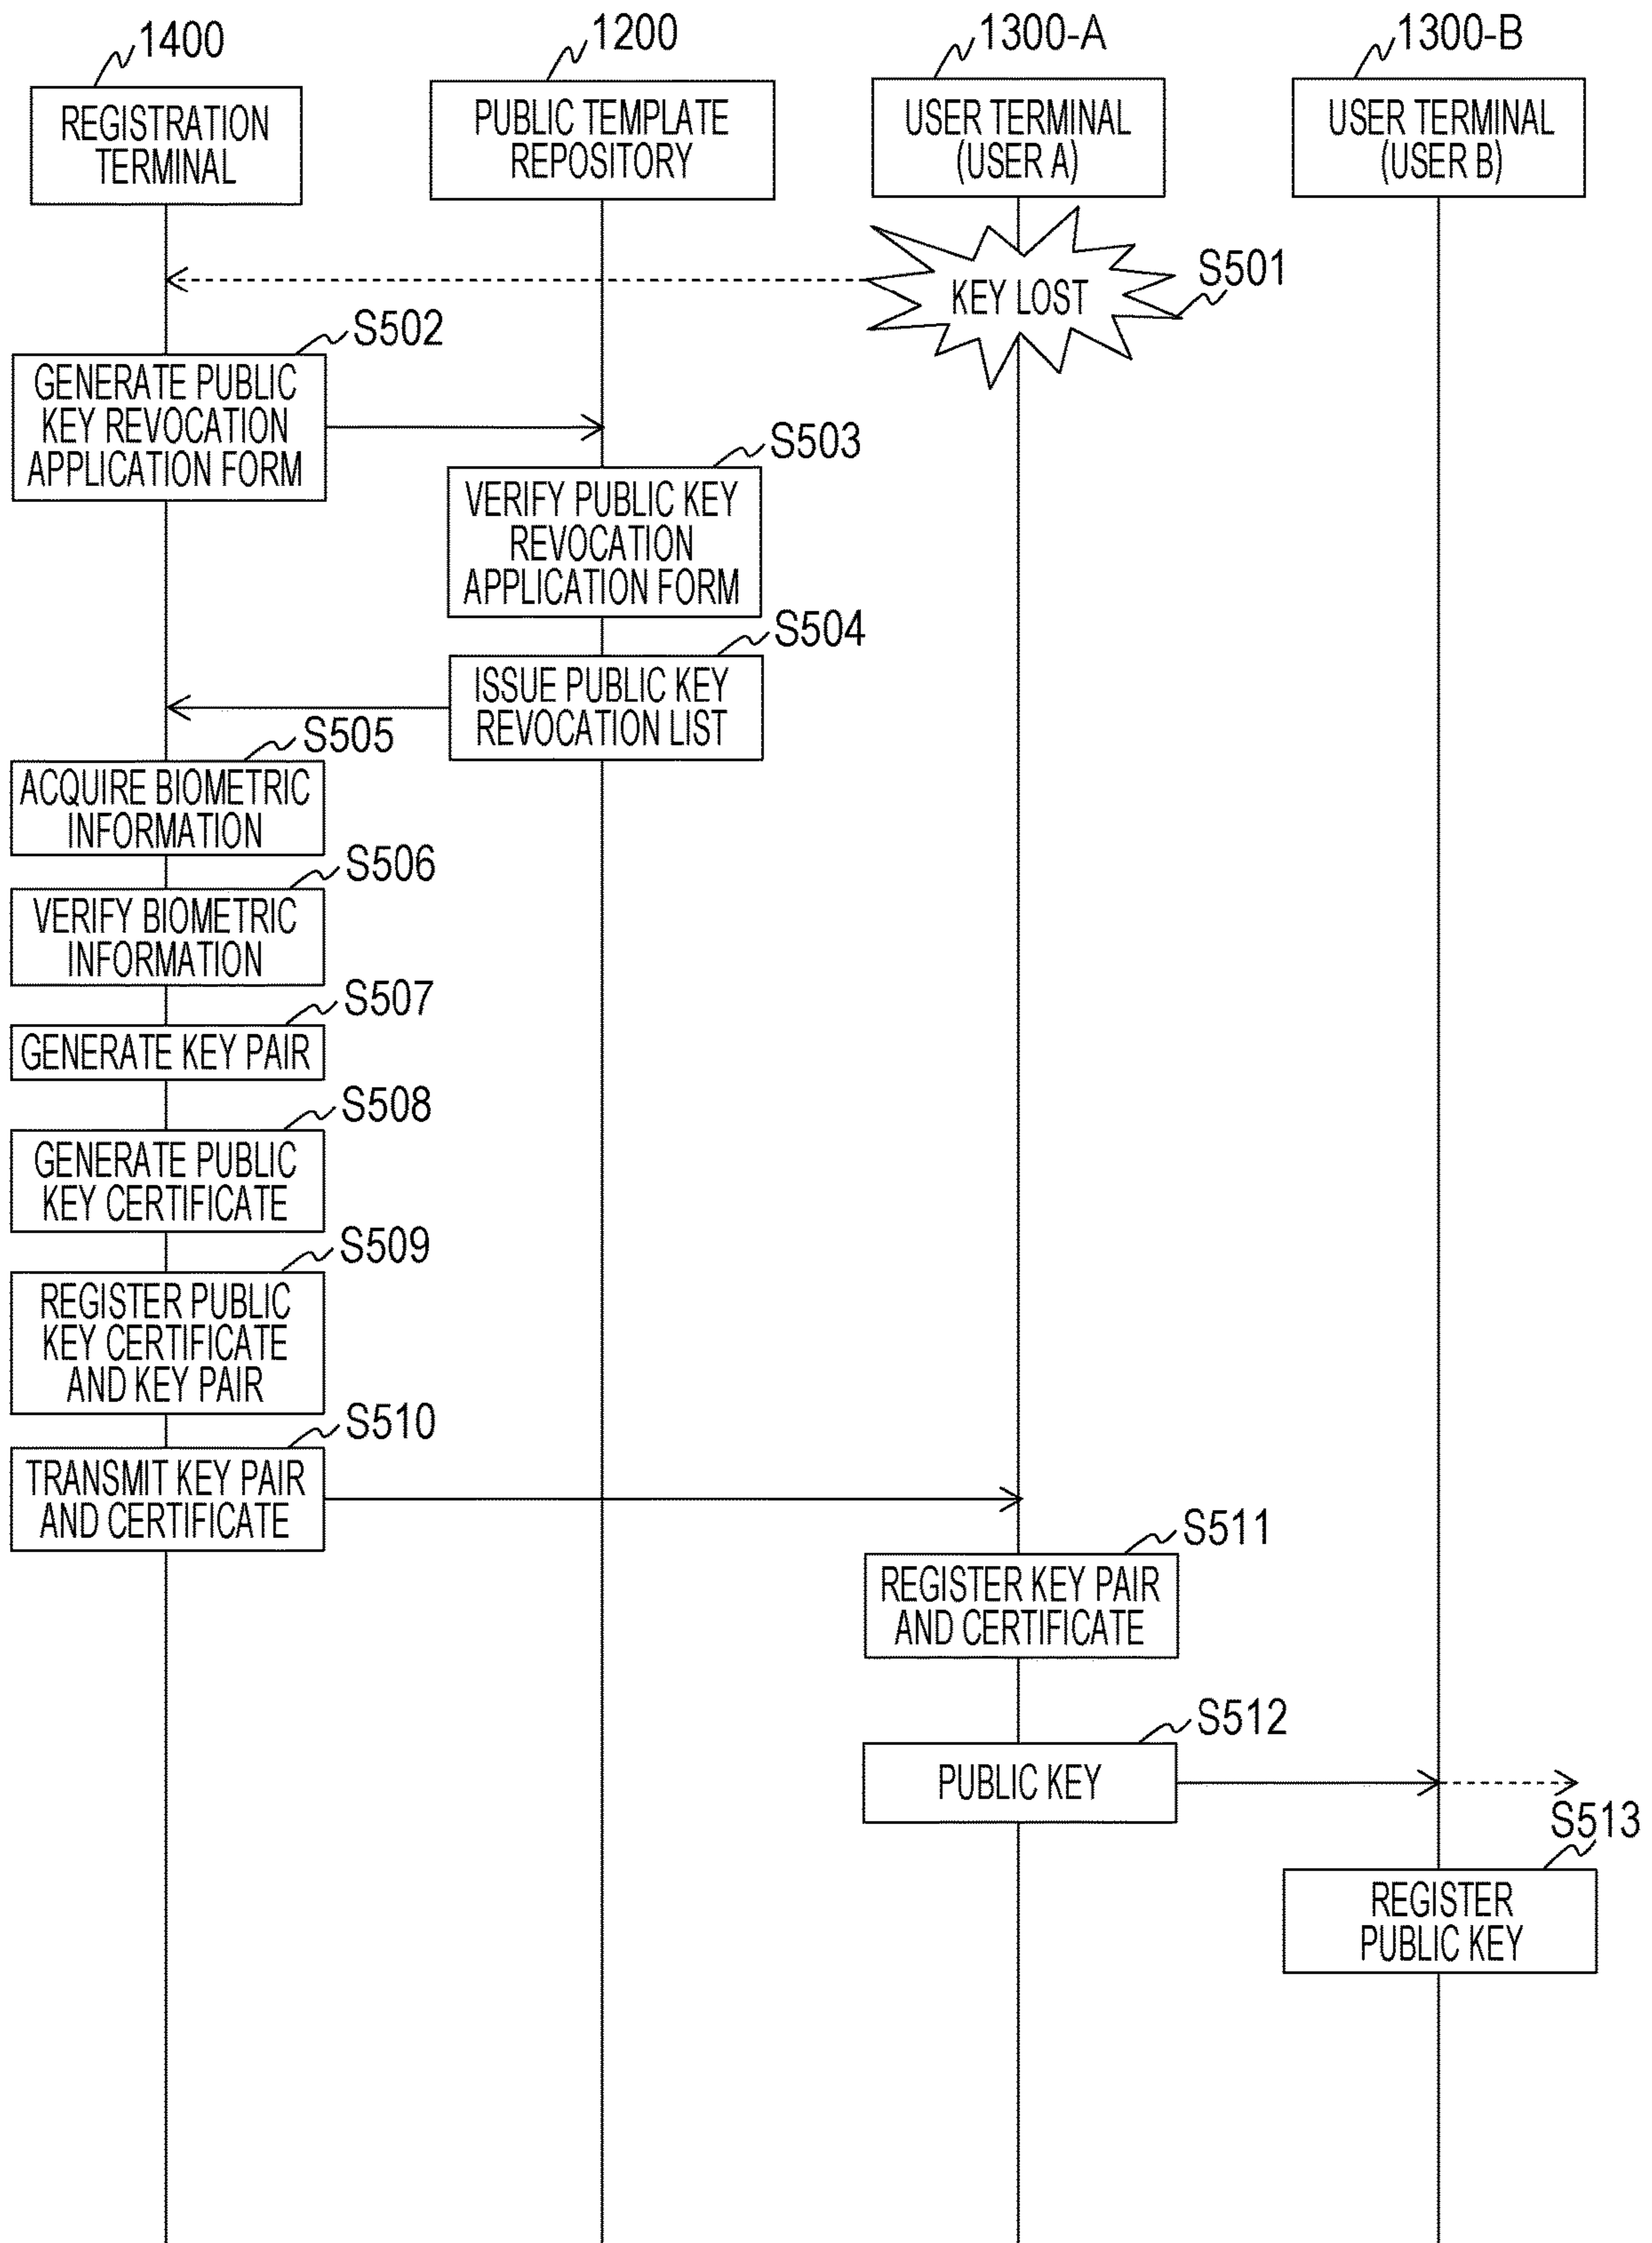 1400
1200
1300-A
1300-B
REGISTRATION
TERMINAL
PUBLIC TEMPLATE
REPOSITORY
USER TERMINAL
(USER A)
USER TERMINAL
(USER B)
KEY LOST
S501
S502
GENERATE PUBLIC
KEY REVOCATION
APPLICATION FORM
S503
VERIFY PUBLIC KEY
REVOCATION
APPLICATION FORM
S504
ISSUE PUBLIC KEY
REVOCATION LIST
S505
ACQUIRE BIOMETRIC
INFORMATION
S506
VERIFY BIOMETRIC
INFORMATION
S507
GENERATE KEY PAIR
S508
GENERATE PUBLIC
KEY CERTIFICATE
S509
REGISTER PUBLIC
KEY CERTIFICATE
AND KEY PAIR
S510
TRANSMIT KEY PAIR
AND CERTIFICATE
S511
REGISTER KEY PAIR
AND CERTIFICATE
S512
PUBLIC KEY
S513
REGISTER
PUBLIC KEY